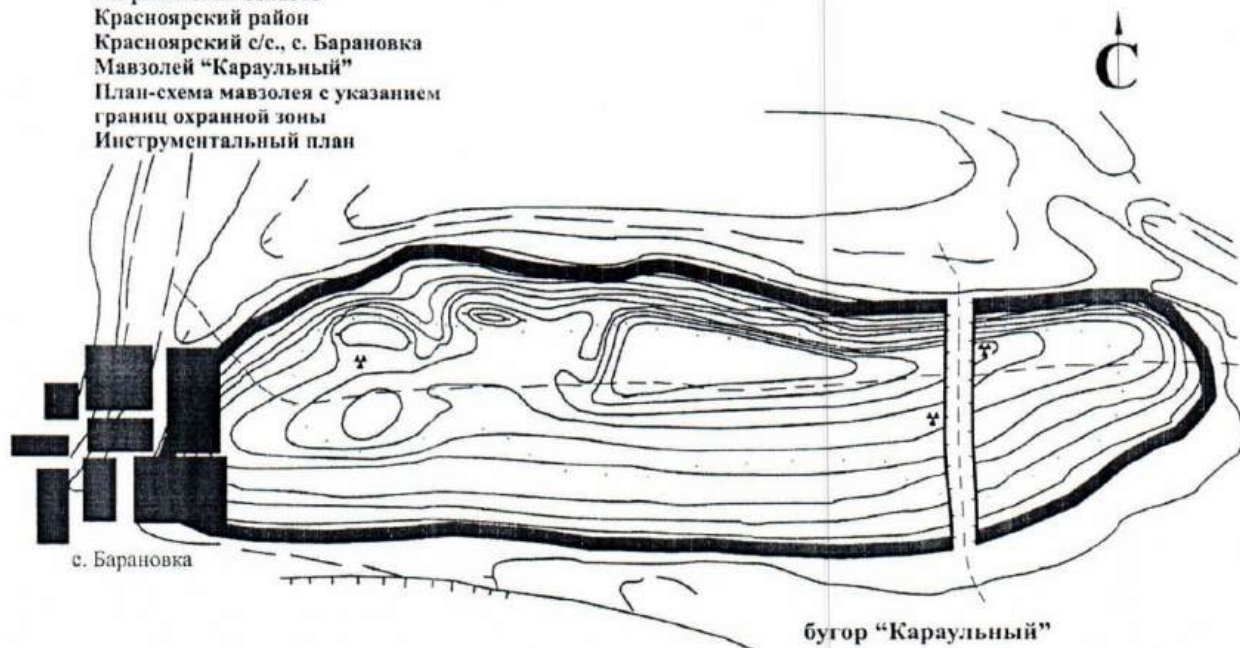 Красноярский район
Красноярский с/с., с. Барановка
Мавзолей “Караульный”
План-схема мавзолея с указанием
границ охранной зоны
Инструментальный план
С
с. Барановка
бугор “Караульный”